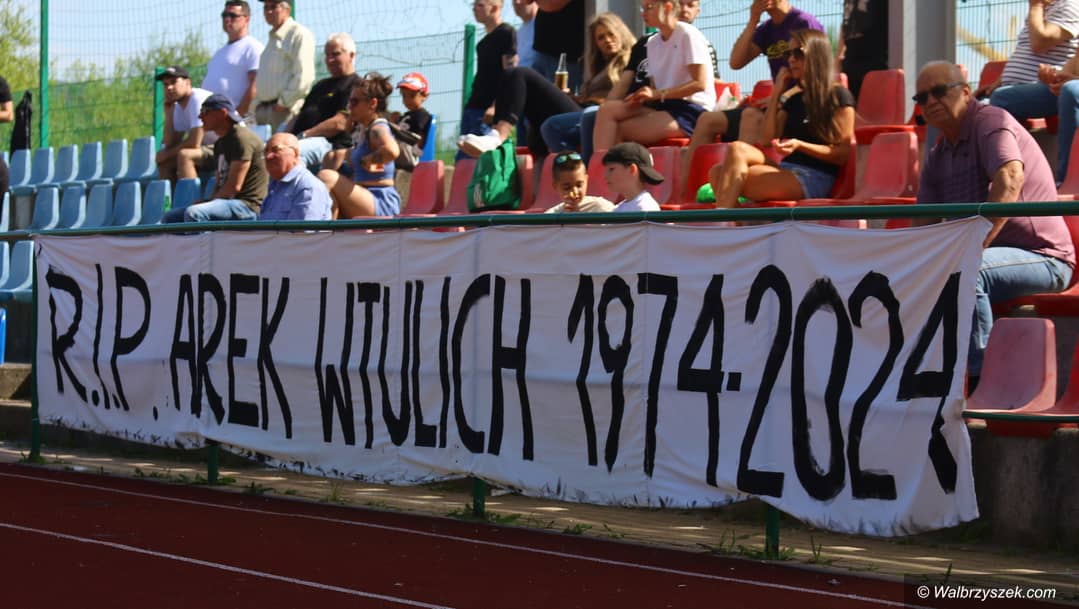 R.I.P. AREK WITULICH 1974-2024
© Walbrzyszek.com